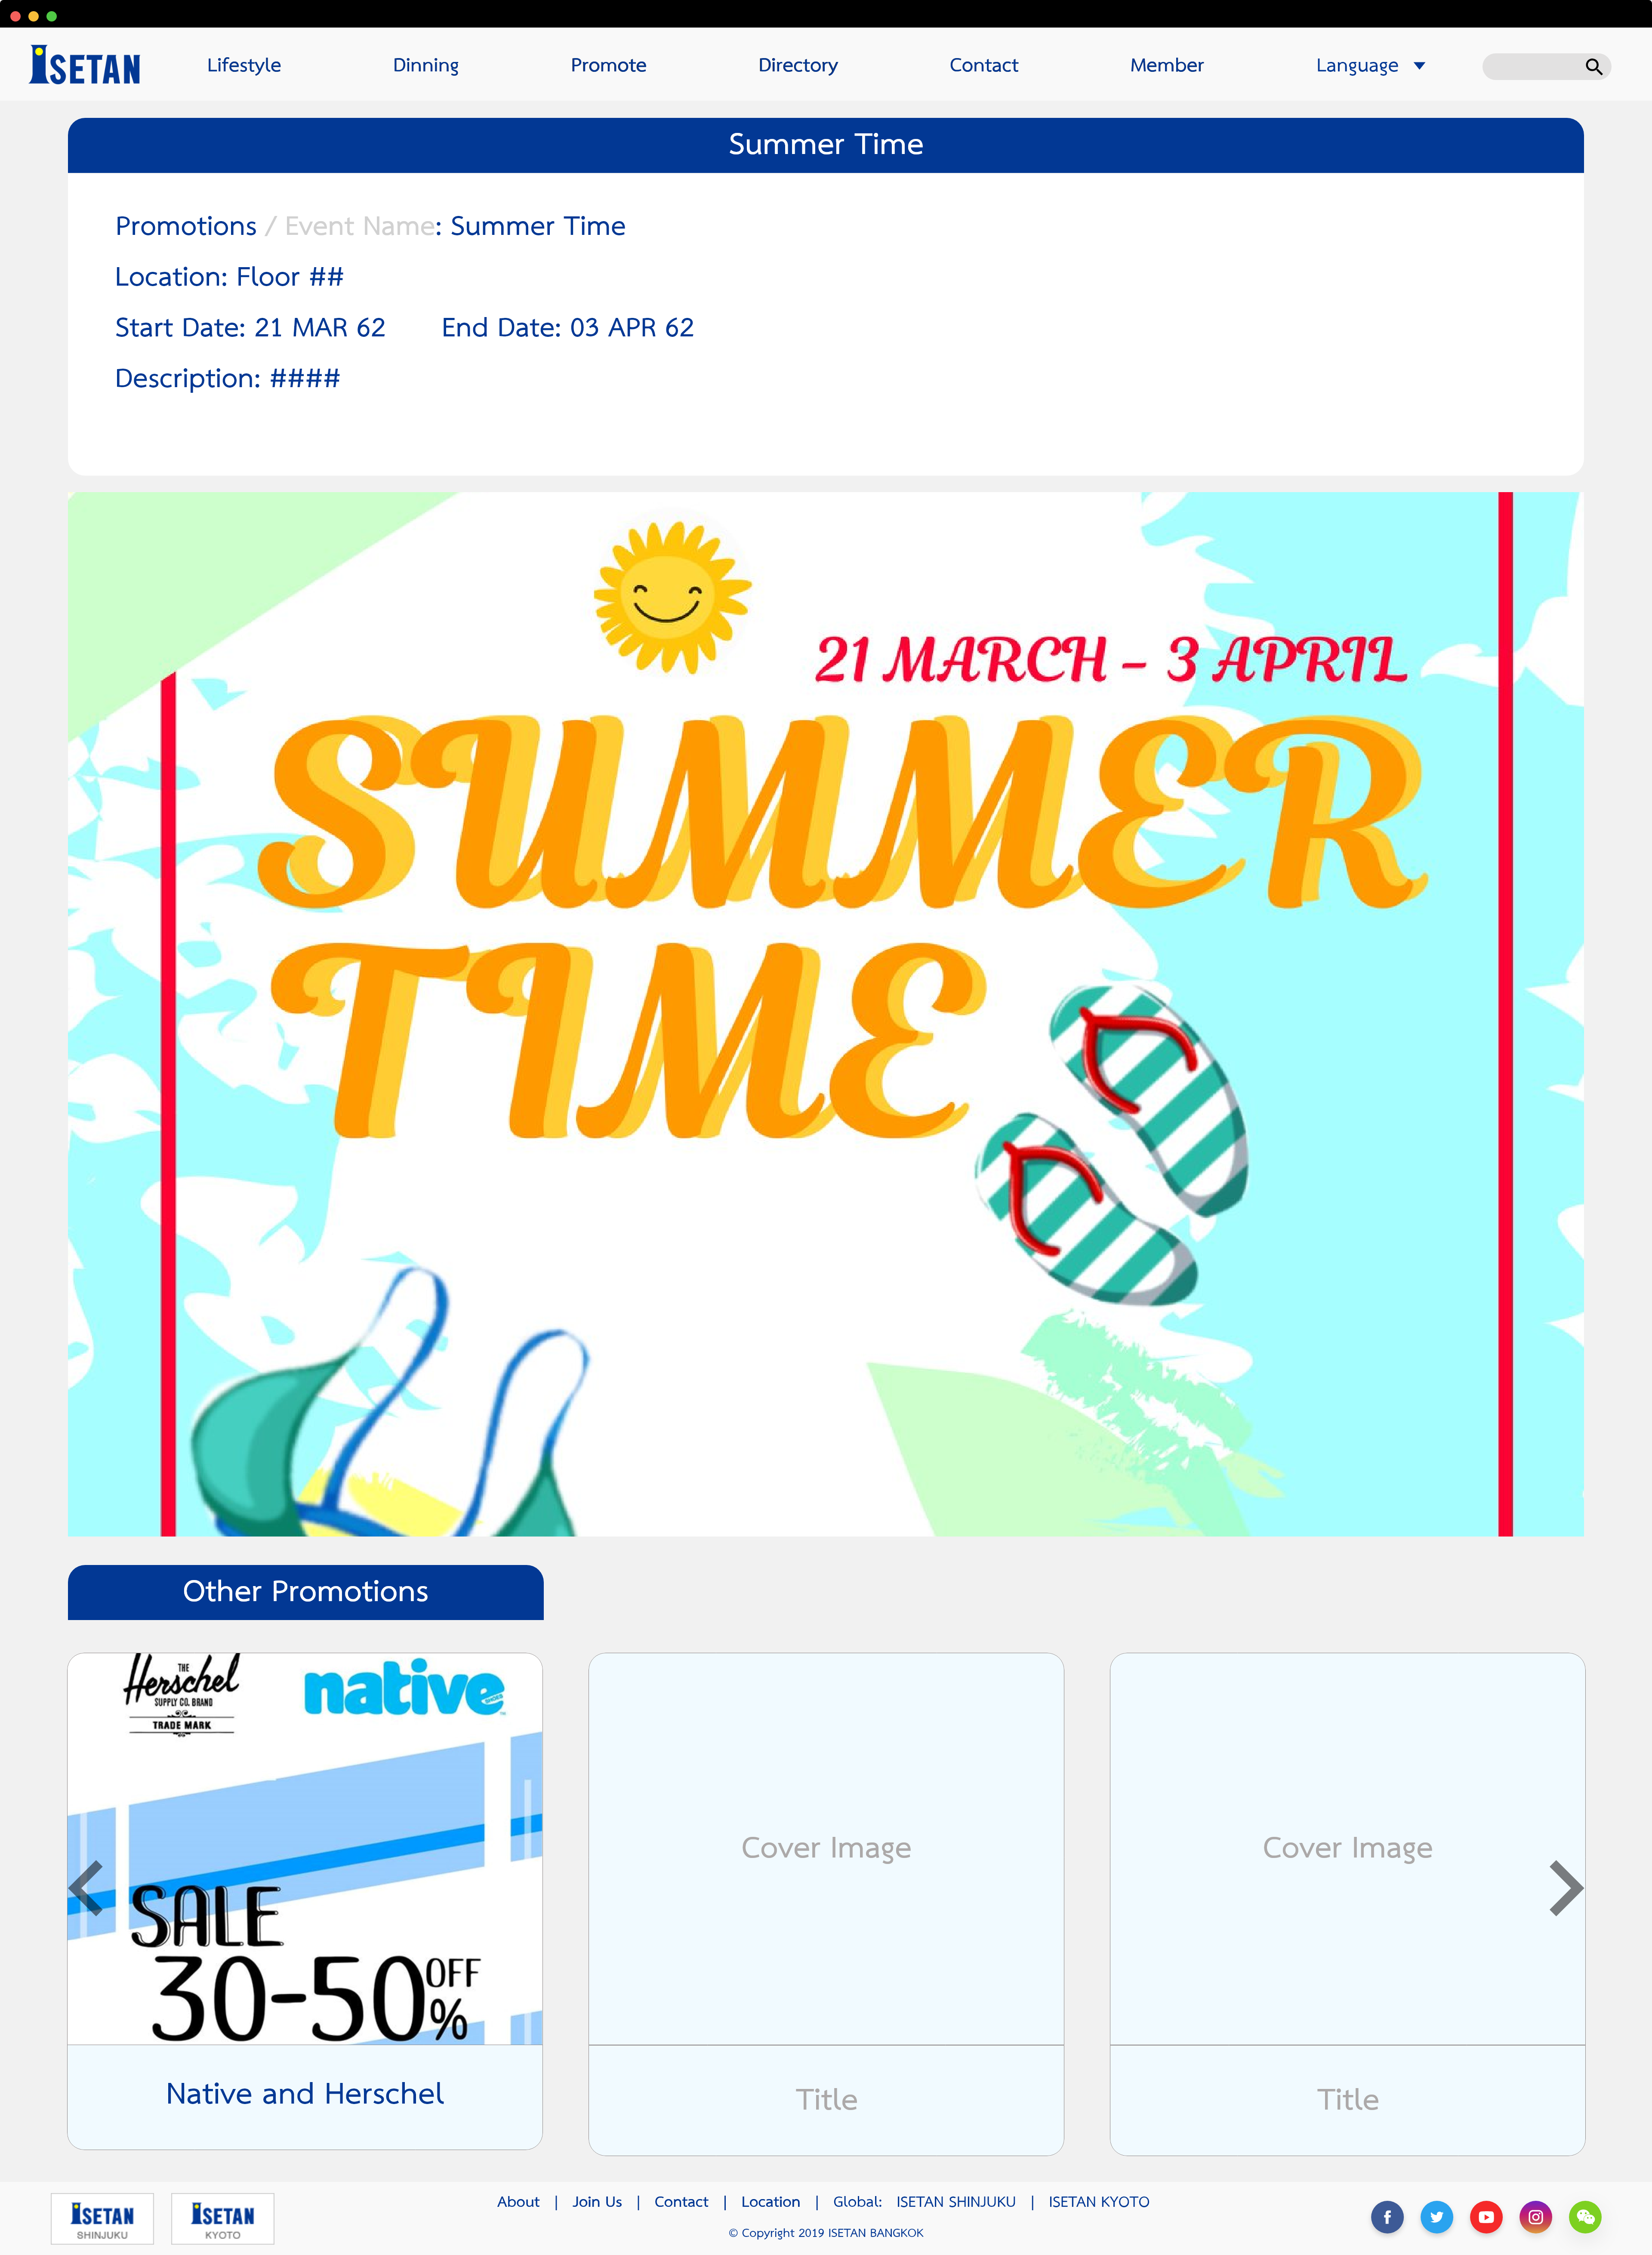 ISETAN Lifestyle Dinning Promote Directory Contact Member Language
Summer Time
Promotions / Event Name: Summer Time
Location: Floor ##
Start Date: 21 MAR 62 End Date: 03 APR 62
Description: ####
21 MARCH – 3 APRIL
SUMMER
TIME
Other Promotions
THE
Herschel
SUPPLY CO. BRAND
TRADE MARK
native
SALE
30-50% OFF
Native and Herschel
Cover Image
Title
Cover Image
Title
ISETAN
SHINJUKU
ISETAN
KYOTO
About | Join Us | Contact | Location | Global: ISETAN SHINJUKU | ISETAN KYOTO
© Copyright 2019 ISETAN BANGKOK